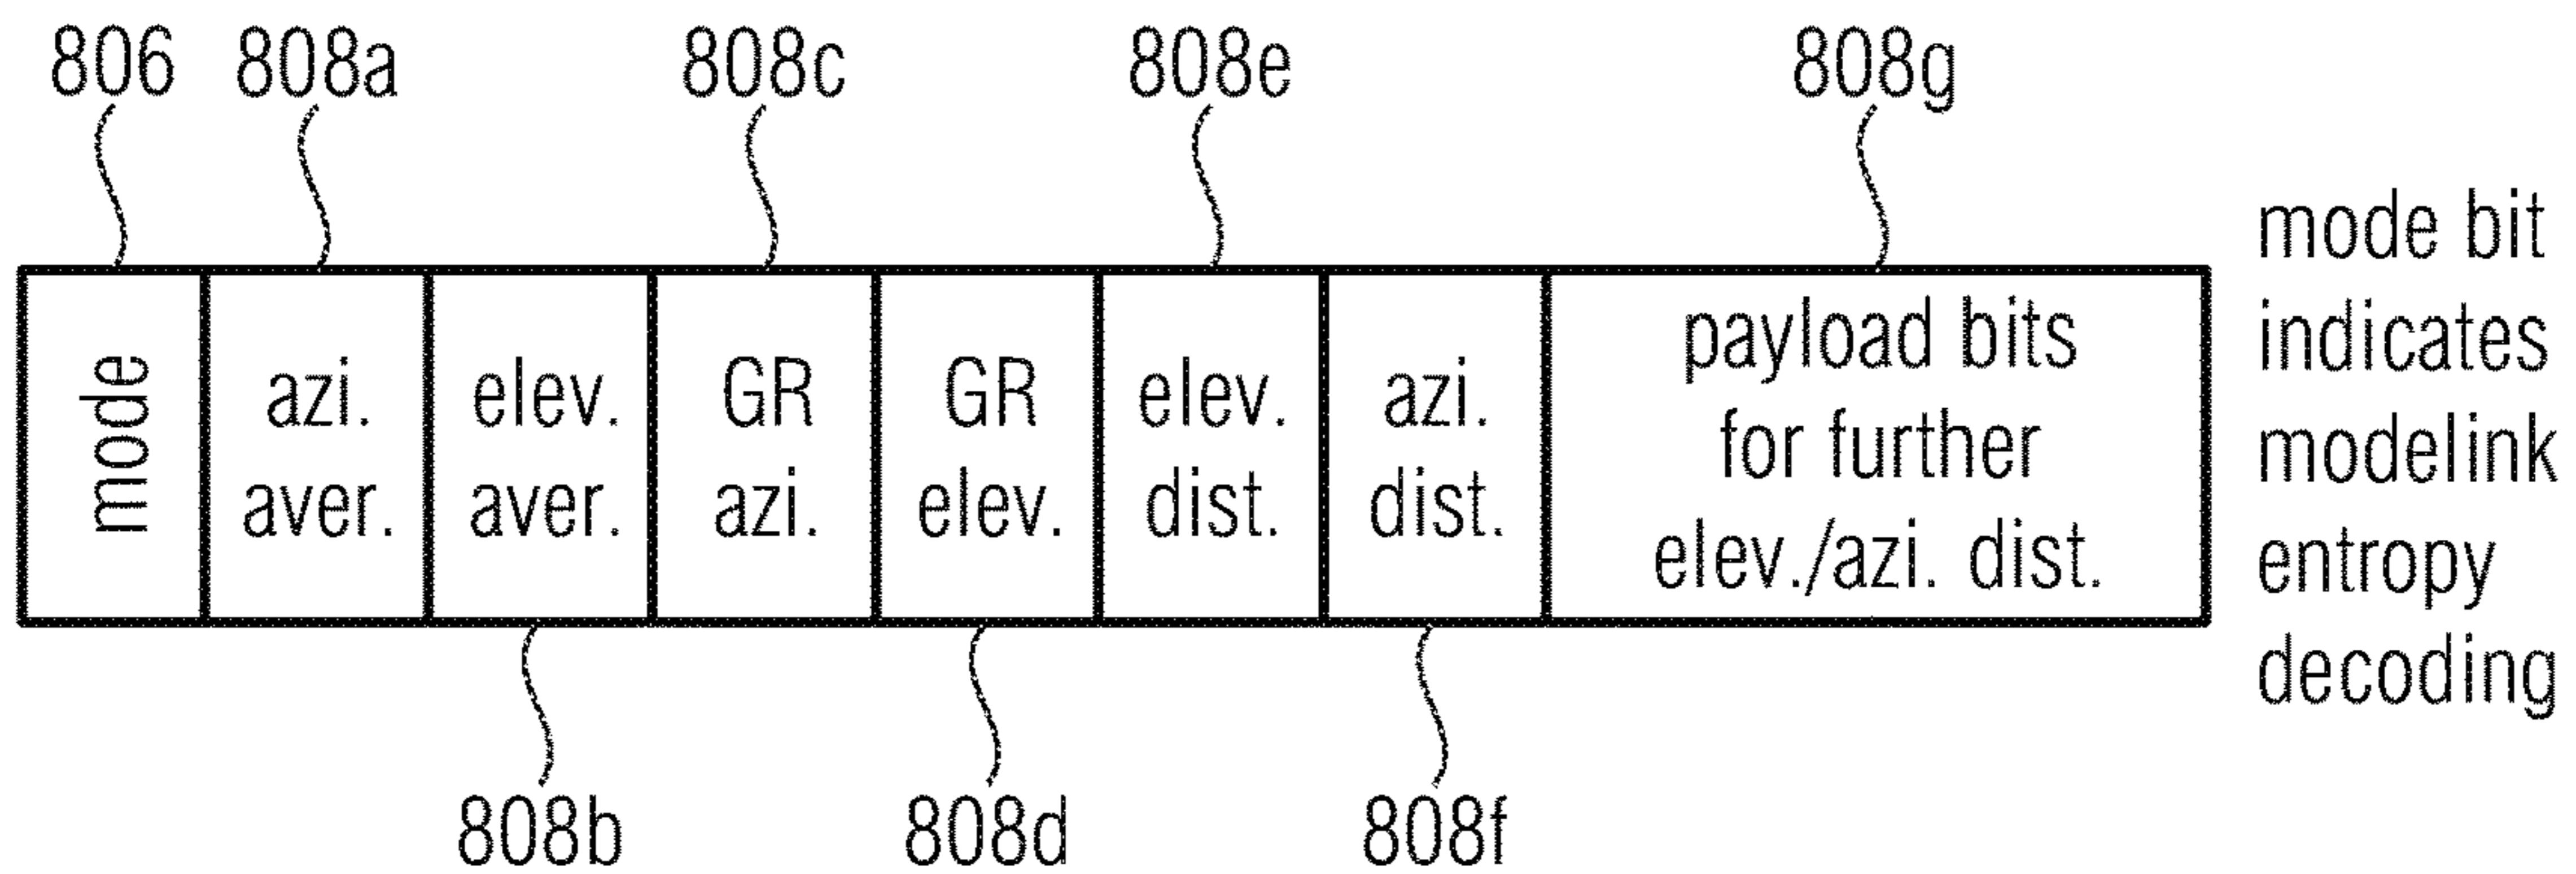 806 808a 808c 808e 808g
mode
azi.
aver.
elev.
aver.
GR
azi.
GR
elev.
elev.
dist.
azi.
dist.
payload bits
for further
elev./azi. dist.
mode bit
indicates
modelink
entropy
decoding
808b 808d 808f